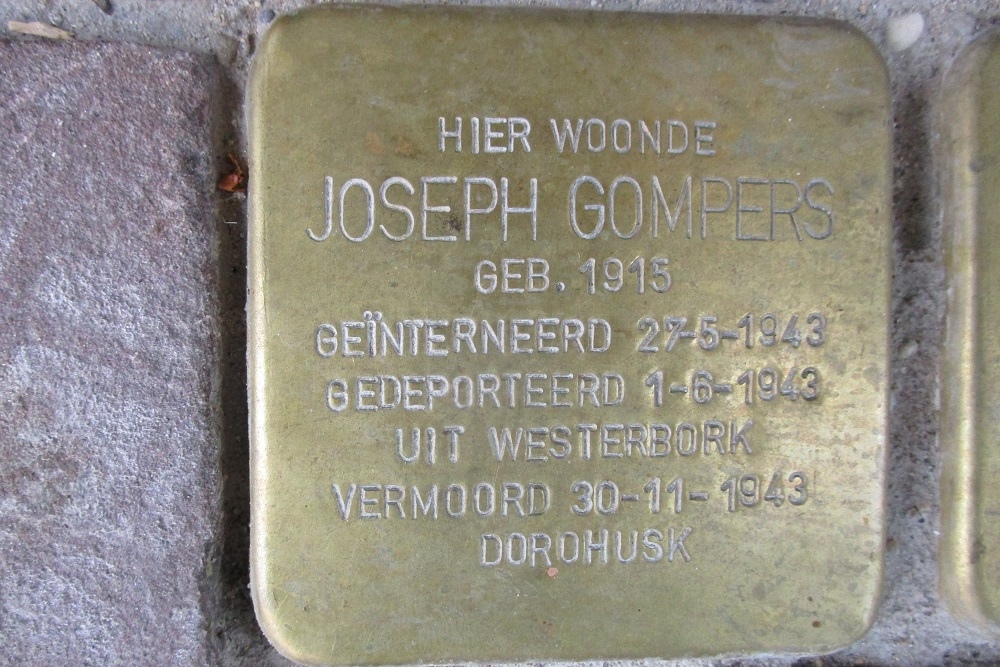 HIER WOONDE
JOSEPH GOMPERS
GEB. 1915
GEÏNTERNEERD 27-5-1943
GEDEPORTEERD 1-6-1943
UIT WESTERBORK
VERMOORD 30-11-1943
DOROHUSK